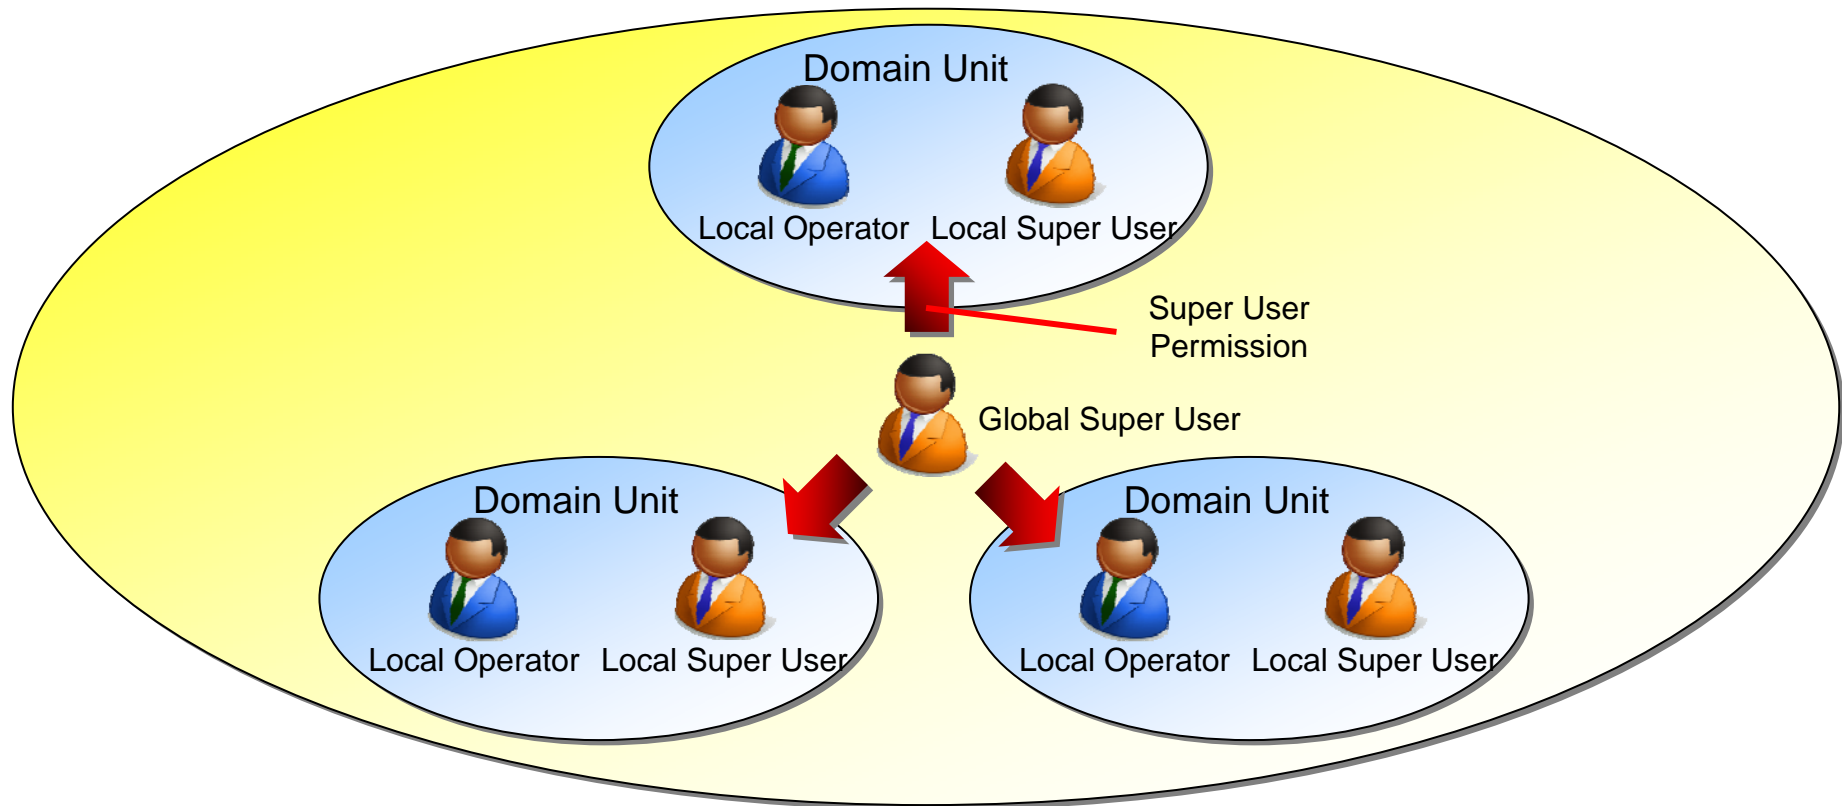 Domain Unit
Local Operator Local Super User
Super User
Permission
Global Super User
Domain Unit
Local Operator Local Super User
Domain Unit
Local Operator Local Super User